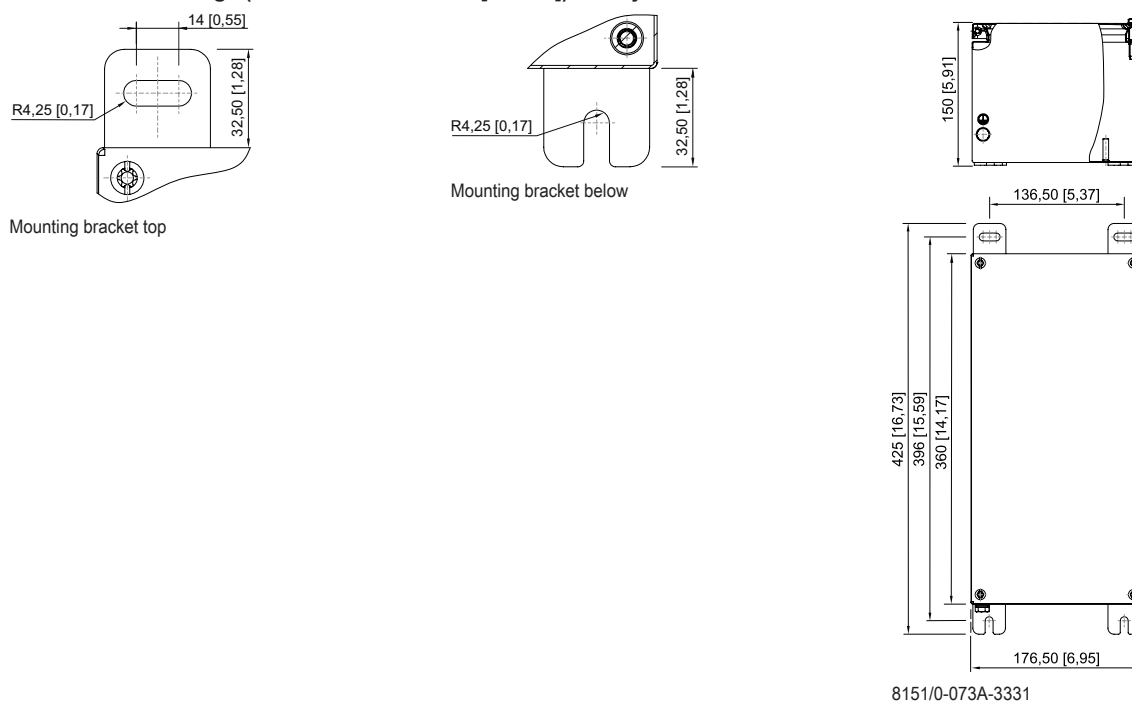 14 [0,55]
R4,25 [0,17]
32,50 [1,28]
Mounting bracket top
R4,25 [0,17]
32,50 [1,28]
Mounting bracket below
150 [5,91]
136,50 [5,37]
425 [16,73]
396 [15,59]
360 [14,17]
176,50 [6,95]
8151/0-073A-3331